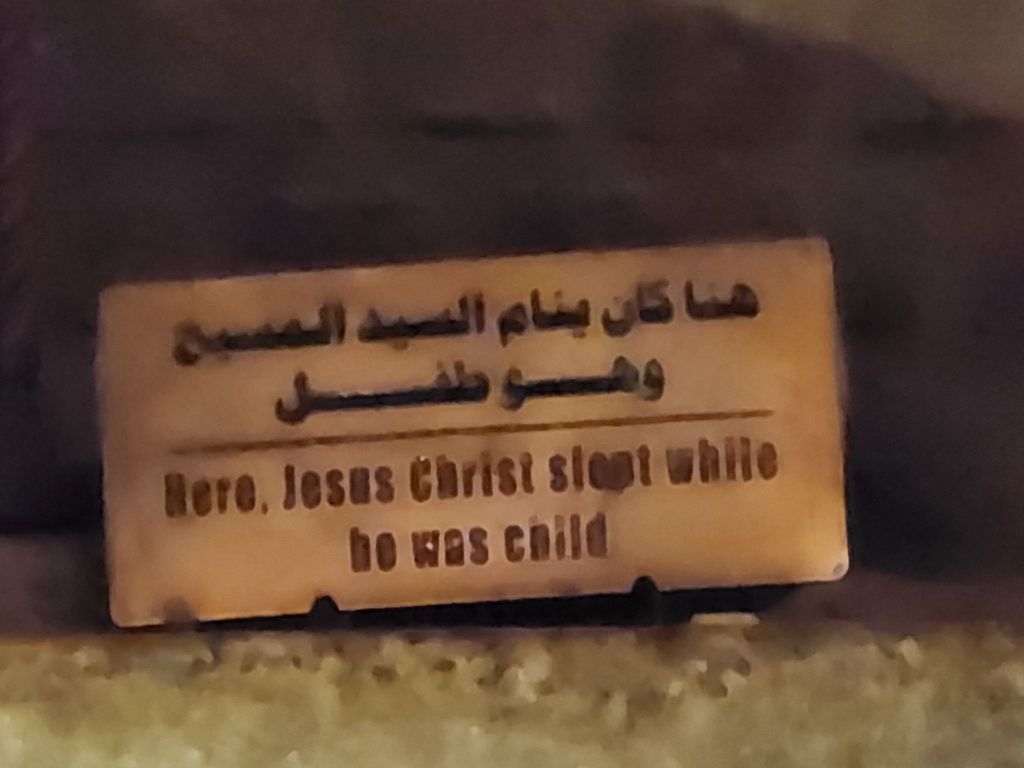 هنا كان ينام السيد المسيح
وهو طفل
Here, Jesus Christ slept while
he was child